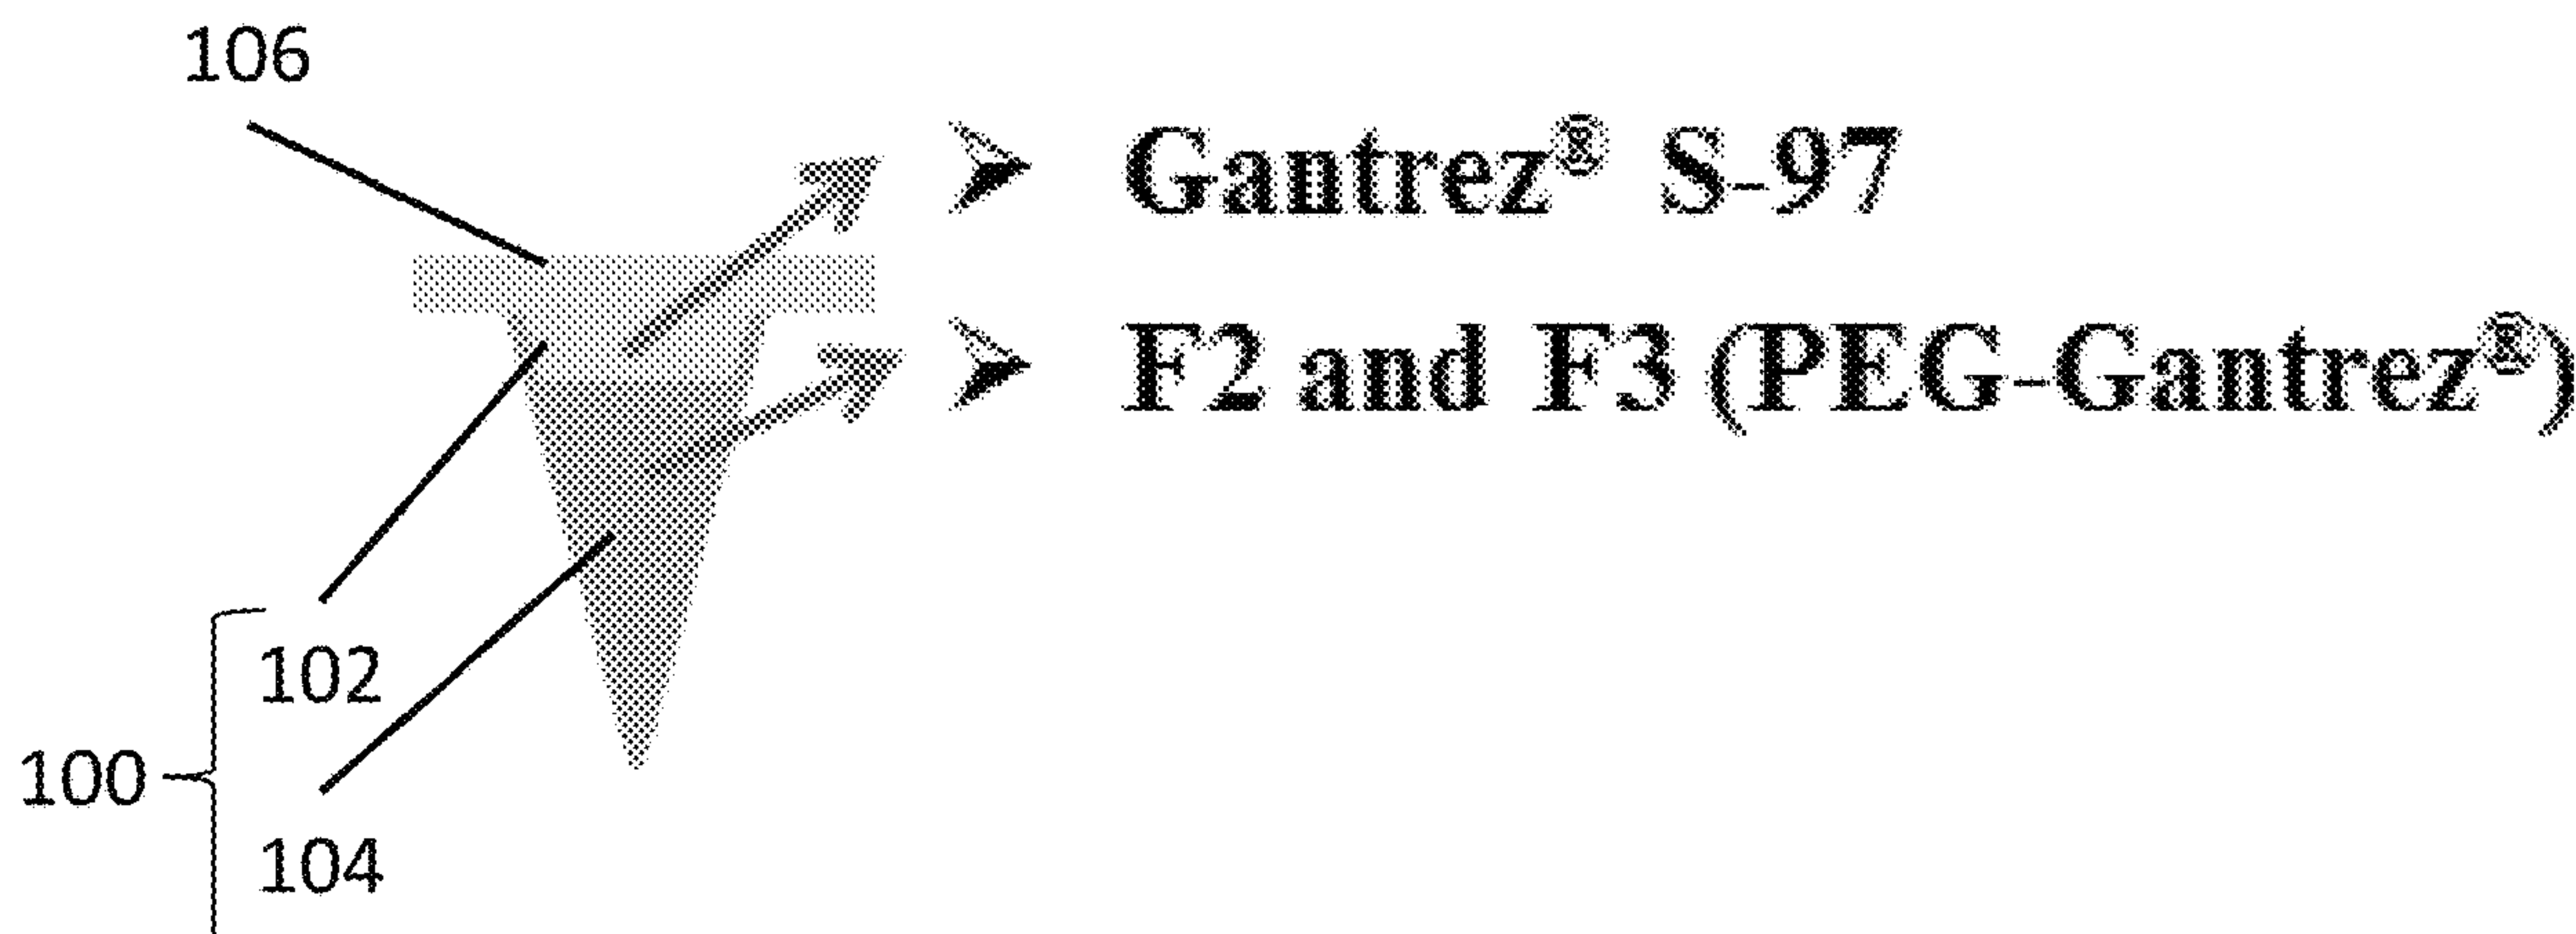 106
➢ Gantrez® S-97
➢ F2 and F3 (PEG-Gantrez®)
102
100
104